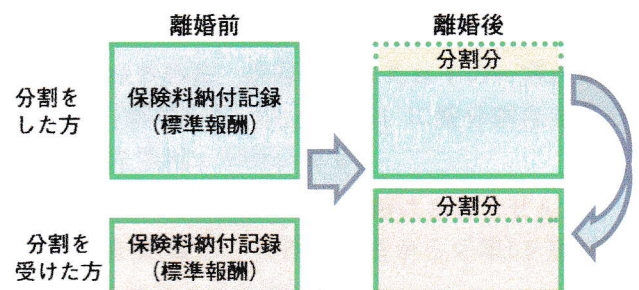 離婚前
離婚後
分割を
した方
保険料納付記録
（標準報酬）
分割分
分割を
受けた方
保険料納付記録
（標準報酬）
分割分